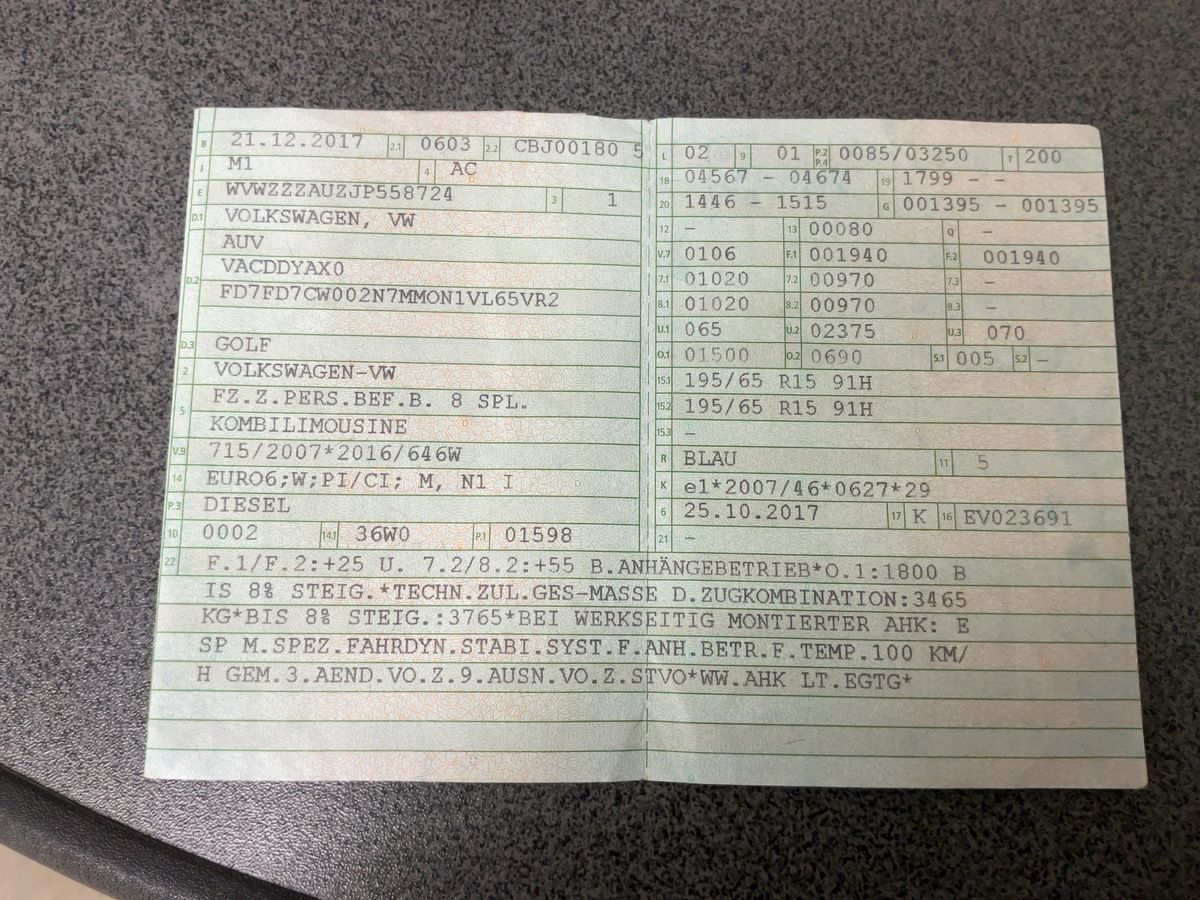 B 21.12.2017 2.1 0603 2.2 CBJ00180 5
J M1 4 AC
E WVWZZZAUZJP558724 3 1
D.1 VOLKSWAGEN, VW
AUV
D.2 VACDDYAX0
FD7FD7CW002N7MMON1VL65VR2
D.3 GOLF
2 VOLKSWAGEN-VW
5 FZ.Z.PERS.BEF.B. 8 SPL.
KOMBILIMOUSINE
V.9 715/2007*2016/646W
14 EURO6;W;PI/CI; M, N1 I
P.3 DIESEL
10 0002 14.1 36W0 P.1 01598
L 02 9 01 P.2 P.4 0085/03250 T 200
18 04567 - 04674 19 1799 - -
20 1446 - 1515 G 001395 - 001395
12 - 13 00080 Q -
V.7 0106 F.1 001940 F.2 001940
7.1 01020 7.2 00970 7.3 -
8.1 01020 8.2 00970 8.3 -
U.1 065 U.2 02375 U.3 070
O.1 01500 O.2 0690 S.1 005 S.2 -
15.1 195/65 R15 91H
15.2 195/65 R15 91H
15.3 -
R BLAU 11 5
K e1*2007/46*0627*29
6 25.10.2017 17 K 16 EV023691
21 -
22 F.1/F.2:+25 U. 7.2/8.2:+55 B.ANHÄNGEBETRIEB*O.1:1800 B
IS 8% STEIG.*TECHN.ZUL.GES-MASSE D.ZUGKOMBINATION:3465
KG*BIS 8% STEIG.:3765*BEI WERKSEITIG MONTIERTER AHK: E
SP M.SPEZ.FAHRDYN.STABI.SYST.F.ANH.BETR.F.TEMP.100 KM/
H GEM.3.AEND.VO.Z.9.AUSN.VO.Z.STVO*WW.AHK LT.EGTG*